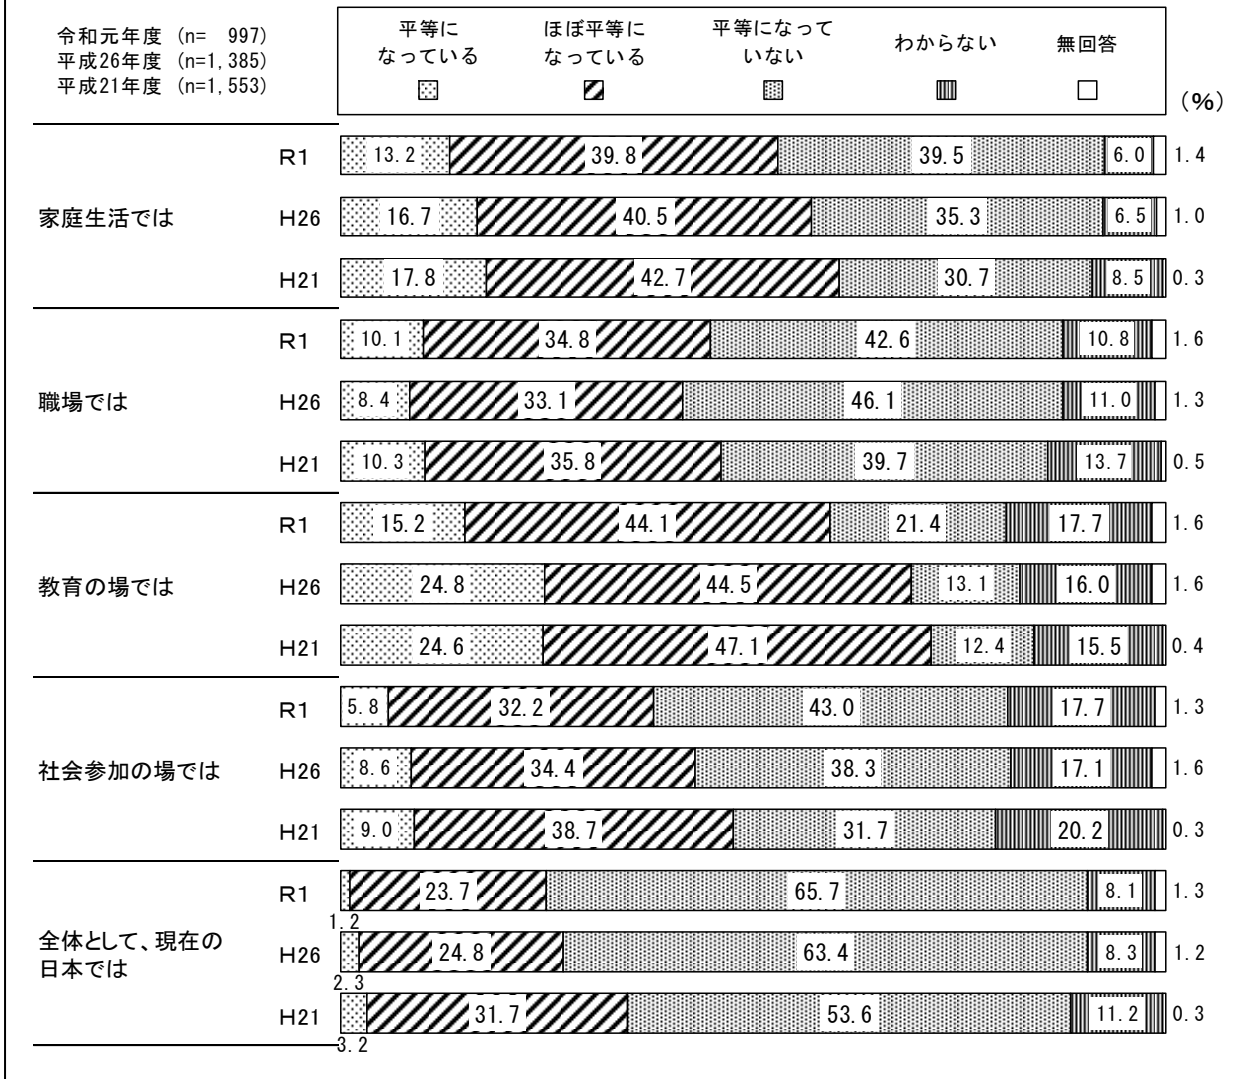 令和元年度 (n= 997)
平成26年度 (n=1,385)
平成21年度 (n=1,553)
平等に
なっている
ほぼ平等に
なっている
平等になって
いない
わからない
無回答
(%)
家庭生活では
R1 13.2 39.8 39.5 6.0 1.4
H26 16.7 40.5 35.3 6.5 1.0
H21 17.8 42.7 30.7 8.5 0.3
職場では
R1 10.1 34.8 42.6 10.8 1.6
H26 8.4 33.1 46.1 11.0 1.3
H21 10.3 35.8 39.7 13.7 0.5
教育の場では
R1 15.2 44.1 21.4 17.7 1.6
H26 24.8 44.5 13.1 16.0 1.6
H21 24.6 47.1 12.4 15.5 0.4
社会参加の場では
R1 5.8 32.2 43.0 17.7 1.3
H26 8.6 34.4 38.3 17.1 1.6
H21 9.0 38.7 31.7 20.2 0.3
全体として、現在の
日本では
R1 1.2 23.7 65.7 8.1 1.3
H26 2.3 24.8 63.4 8.3 1.2
H21 3.2 31.7 53.6 11.2 0.3